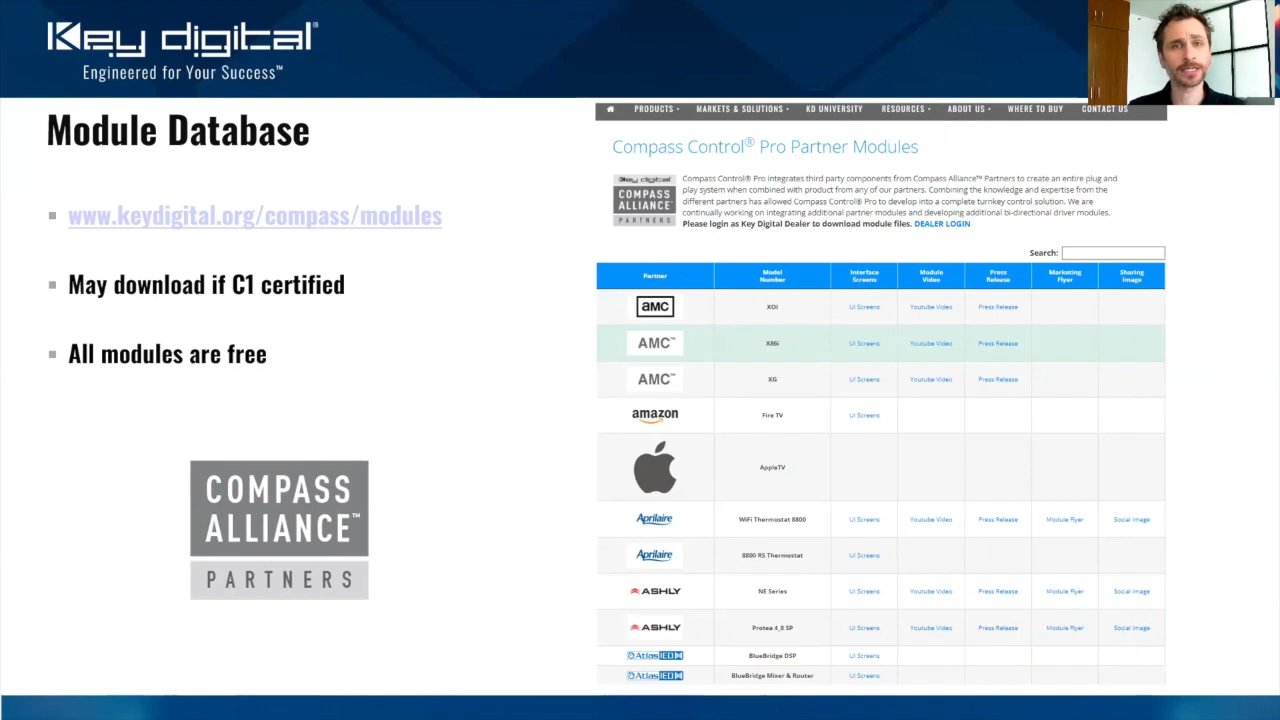 Key digital®
Engineered for Your Success™
Module Database
www.keydigital.org/compass/modules
May download if C1 certified
All modules are free
COMPASS
ALLIANCE™
PARTNERS
PRODUCTS MARKETS & SOLUTIONS KD UNIVERSITY RESOURCES ABOUT US WHERE TO BUY CONTACT US
Compass Control® Pro Partner Modules
Key digital
COMPASS
ALLIANCE
PARTNERS
Compass Control® Pro integrates third party components from Compass Alliance™ Partners to create an entire plug and
play system when combined with product from any of our partners. Combining the knowledge and expertise from the
different partners has allowed Compass Control® Pro to develop into a complete turnkey control solution. We are
continually working on integrating additional partner modules and developing additional bi-directional driver modules.
Please login as Key Digital Dealer to download module files. DEALER LOGIN
Search:
Partner Model Number Interface Screens Module Video Press Release Marketing Flyer Sharing Image
amc XOI UI Screens Youtube Video Press Release
AMC™ X86i UI Screens Youtube Video Press Release
AMC™ XG UI Screens Youtube Video Press Release
amazon Fire TV UI Screens
AppleTV
Aprilaire WiFi Thermostat 8800 UI Screens Youtube Video Press Release Module Flyer Social Image
Aprilaire 8800 RS Thermostat UI Screens
ASHLY NE Series UI Screens Youtube Video Press Release Module Flyer Social Image
ASHLY Protea 4_8 SP UI Screens Youtube Video Press Release Module Flyer Social Image
AtlasIED BlueBridge DSP UI Screens
AtlasIED BlueBridge Mixer & Router UI Screens